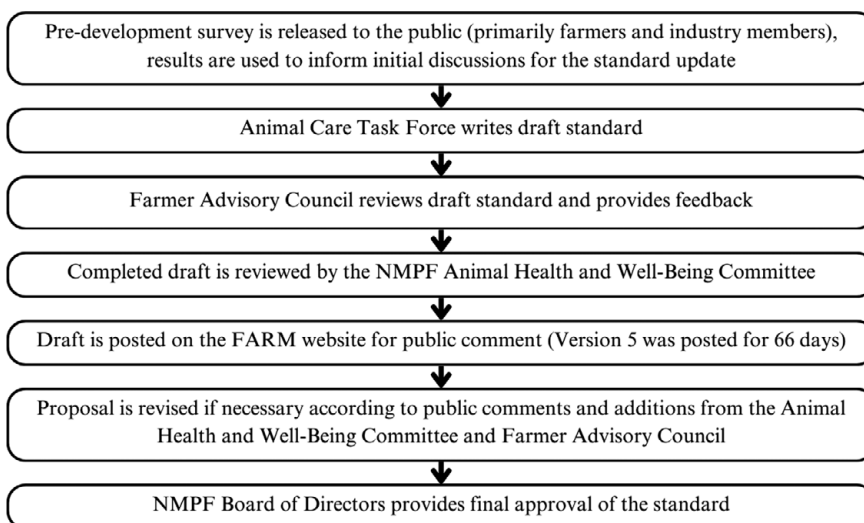 Pre-development survey is released to the public (primarily farmers and industry members),
results are used to inform initial discussions for the standard update
Animal Care Task Force writes draft standard
Farmer Advisory Council reviews draft standard and provides feedback
Completed draft is reviewed by the NMPF Animal Health and Well-Being Committee
Draft is posted on the FARM website for public comment (Version 5 was posted for 66 days)
Proposal is revised if necessary according to public comments and additions from the Animal
Health and Well-Being Committee and Farmer Advisory Council
NMPF Board of Directors provides final approval of the standard